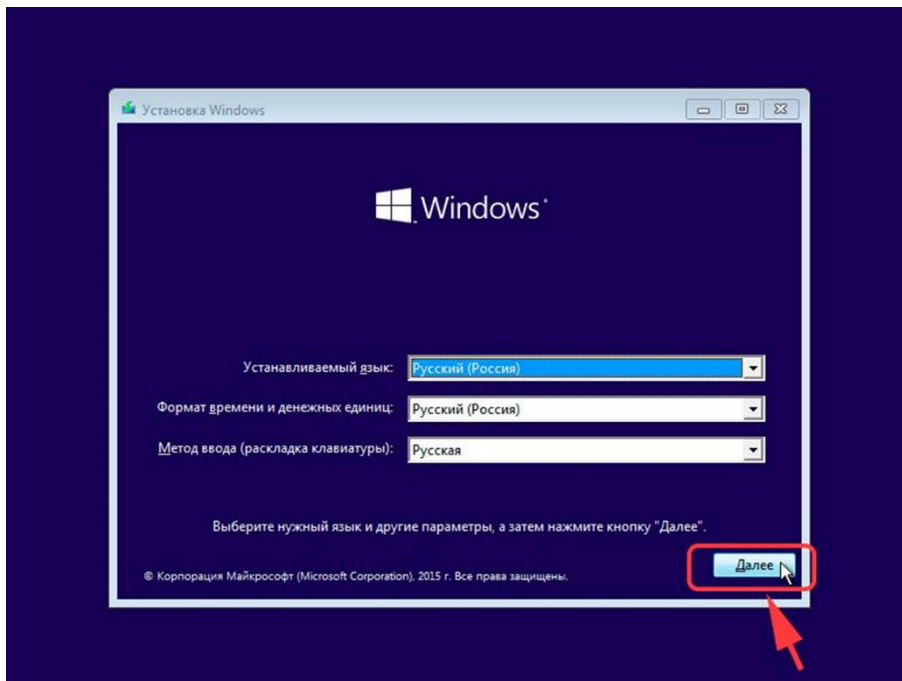 Установка Windows
Windows
Устанавливаемый язык: Русский (Россия)
Формат времени и денежных единиц: Русский (Россия)
Метод ввода (раскладка клавиатуры): Русская
Выберите нужный язык и другие параметры, а затем нажмите кнопку "Далее".
Далее
© Корпорация Майкрософт (Microsoft Corporation), 2015 г. Все права защищены.